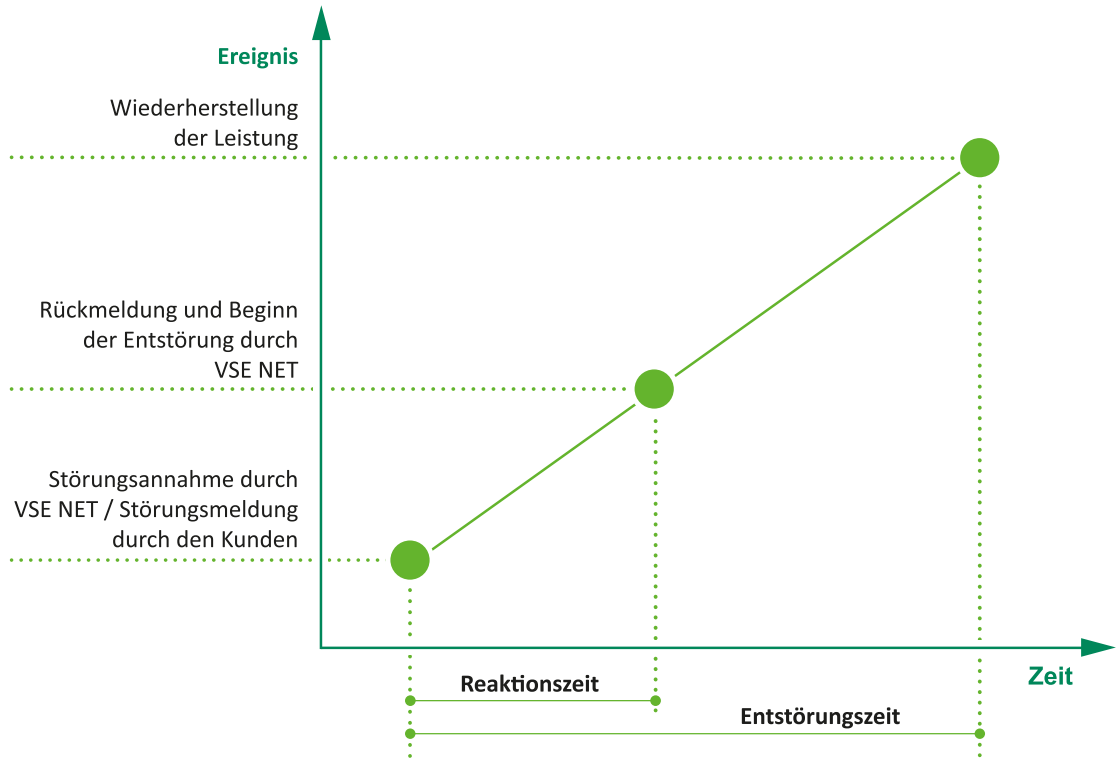 Ereignis
Wiederherstellung
der Leistung
Rückmeldung und Beginn
der Entstörung durch
VSE NET
Störungsannahme durch
VSE NET / Störungsmeldung
durch den Kunden
Zeit
Reaktionszeit
Entstörungszeit